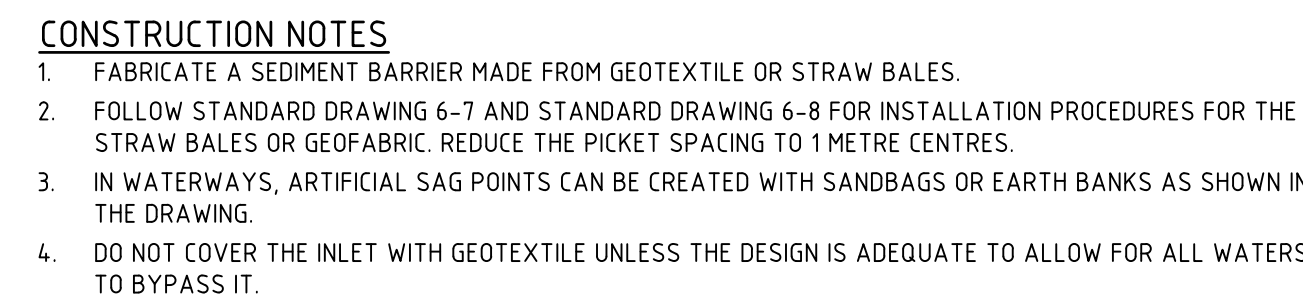 CONSTRUCTION NOTES
1. FABRICATE A SEDIMENT BARRIER MADE FROM GEOTEXTILE OR STRAW BALES.
2. FOLLOW STANDARD DRAWING 6-7 AND STANDARD DRAWING 6-8 FOR INSTALLATION PROCEDURES FOR THE
STRAW BALES OR GEOFABRIC. REDUCE THE PICKET SPACING TO 1 METRE CENTRES.
3. IN WATERWAYS, ARTIFICIAL SAG POINTS CAN BE CREATED WITH SANDBAGS OR EARTH BANKS AS SHOWN IN
THE DRAWING.
4. DO NOT COVER THE INLET WITH GEOTEXTILE UNLESS THE DESIGN IS ADEQUATE TO ALLOW FOR ALL WATERS
TO BYPASS IT.